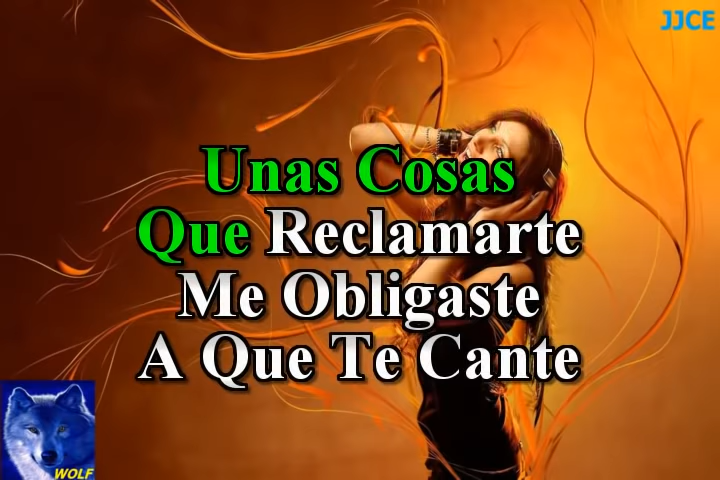 JJCE
Unas Cosas
Que Reclamarte
Me Obligaste
A Que Te Cante
WOLF